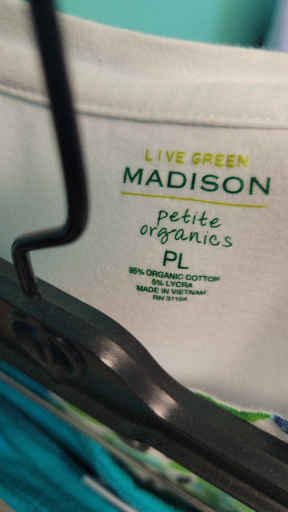 LIVE GREEN
MADISON
petite
organics
PL
95% ORGANIC COTTON
5% LYCRA
MADE IN VIETNAM